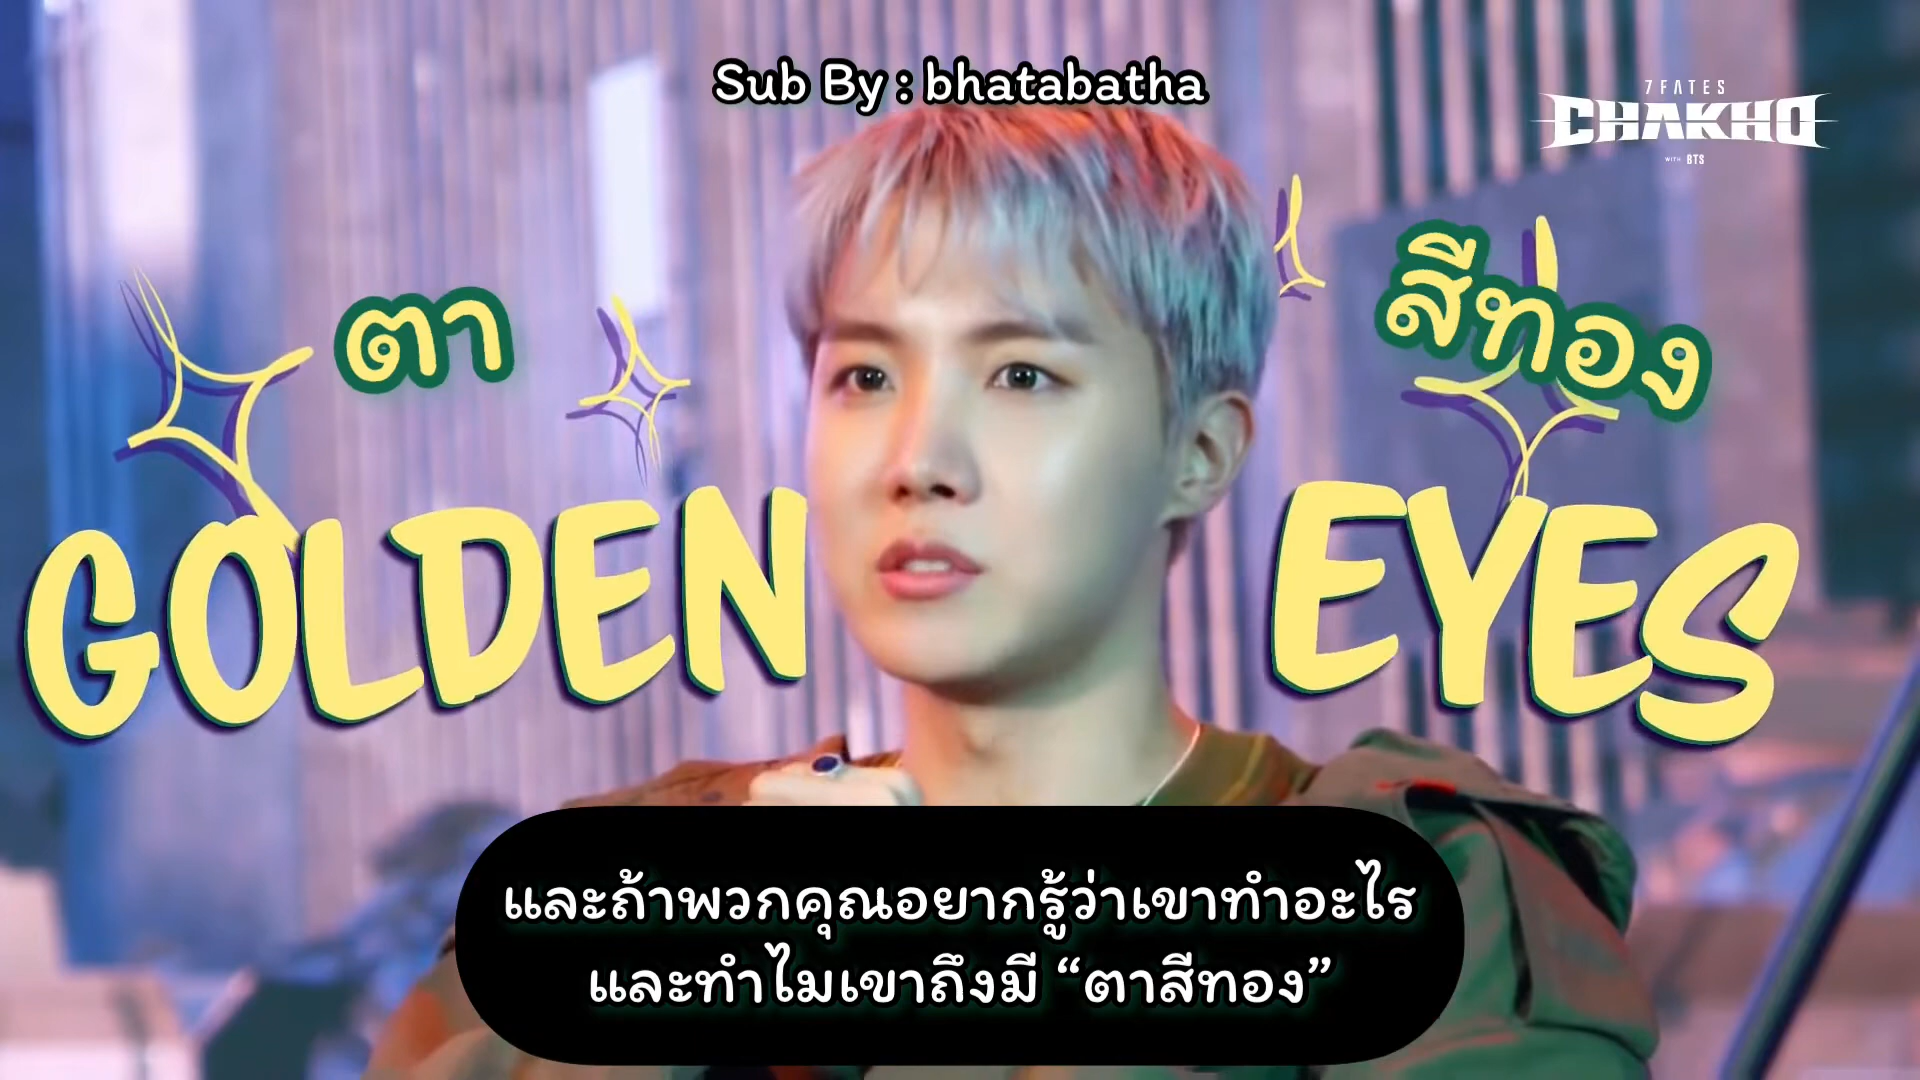 Sub By : bhatabatha
7FATES
CHAKHO
WITH BTS
ตา
สีทอง
GOLDEN EYES
และถ้าพวกคุณอยากรู้ว่าเขาทำอะไร
และทำไมเขาถึงมี “ตาสีทอง”